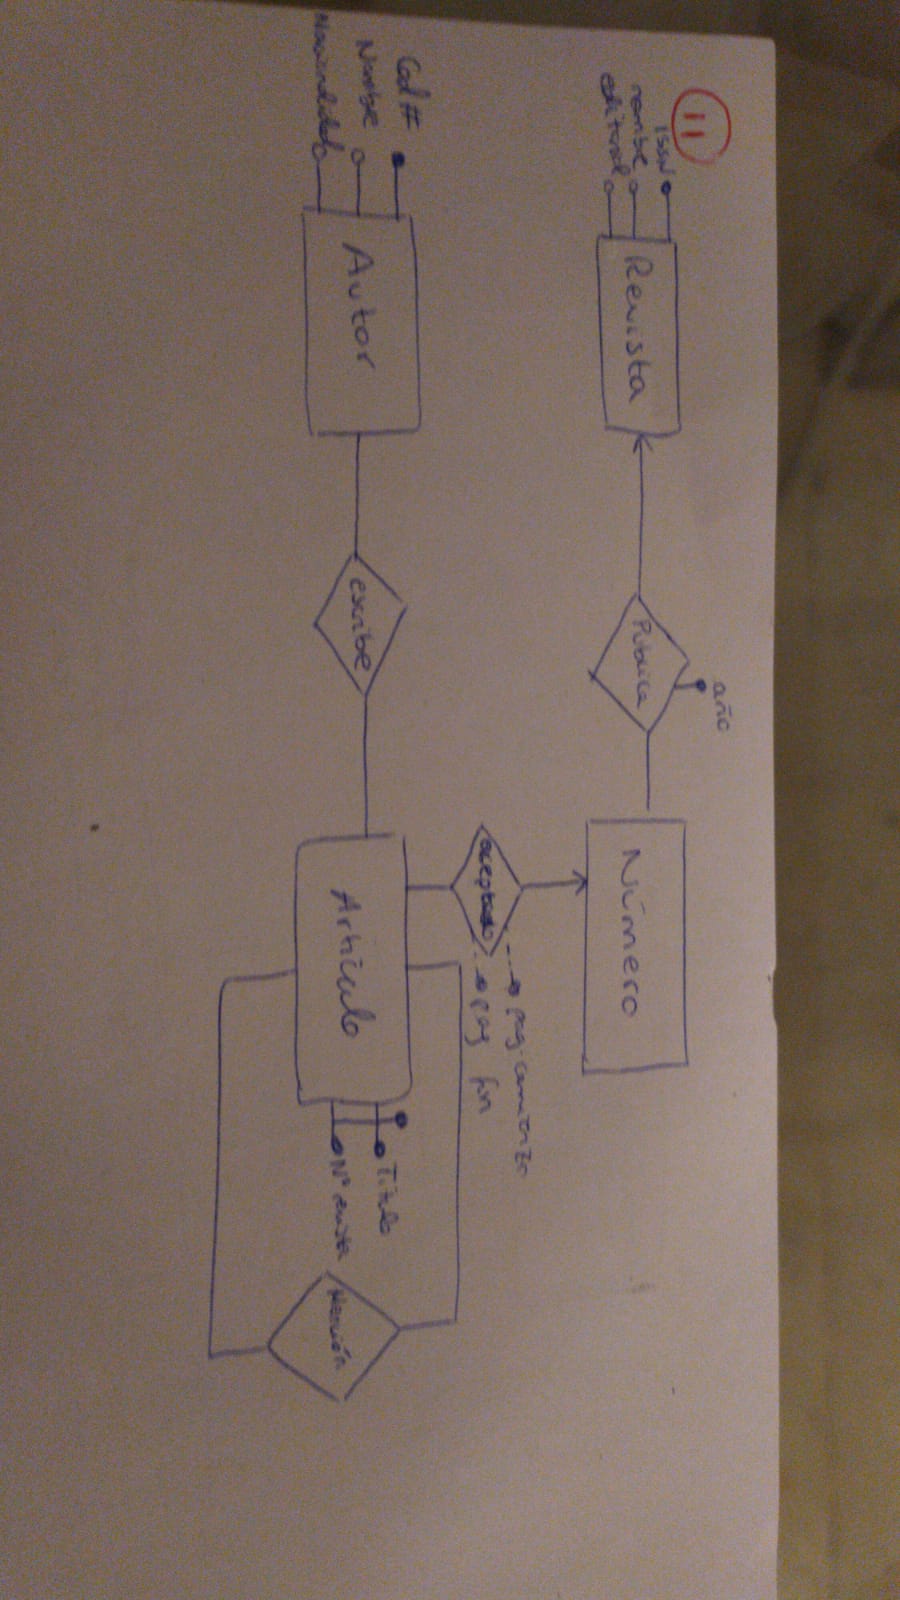 11
año
ISSN
nombre
editorial
Revista
Publica
Número
aceptado
pag-comienzo
pag fin
Cod#
Nombre
Nacionalidad
Autor
escribe
Artículo
Titulo
Nº revista
Mención